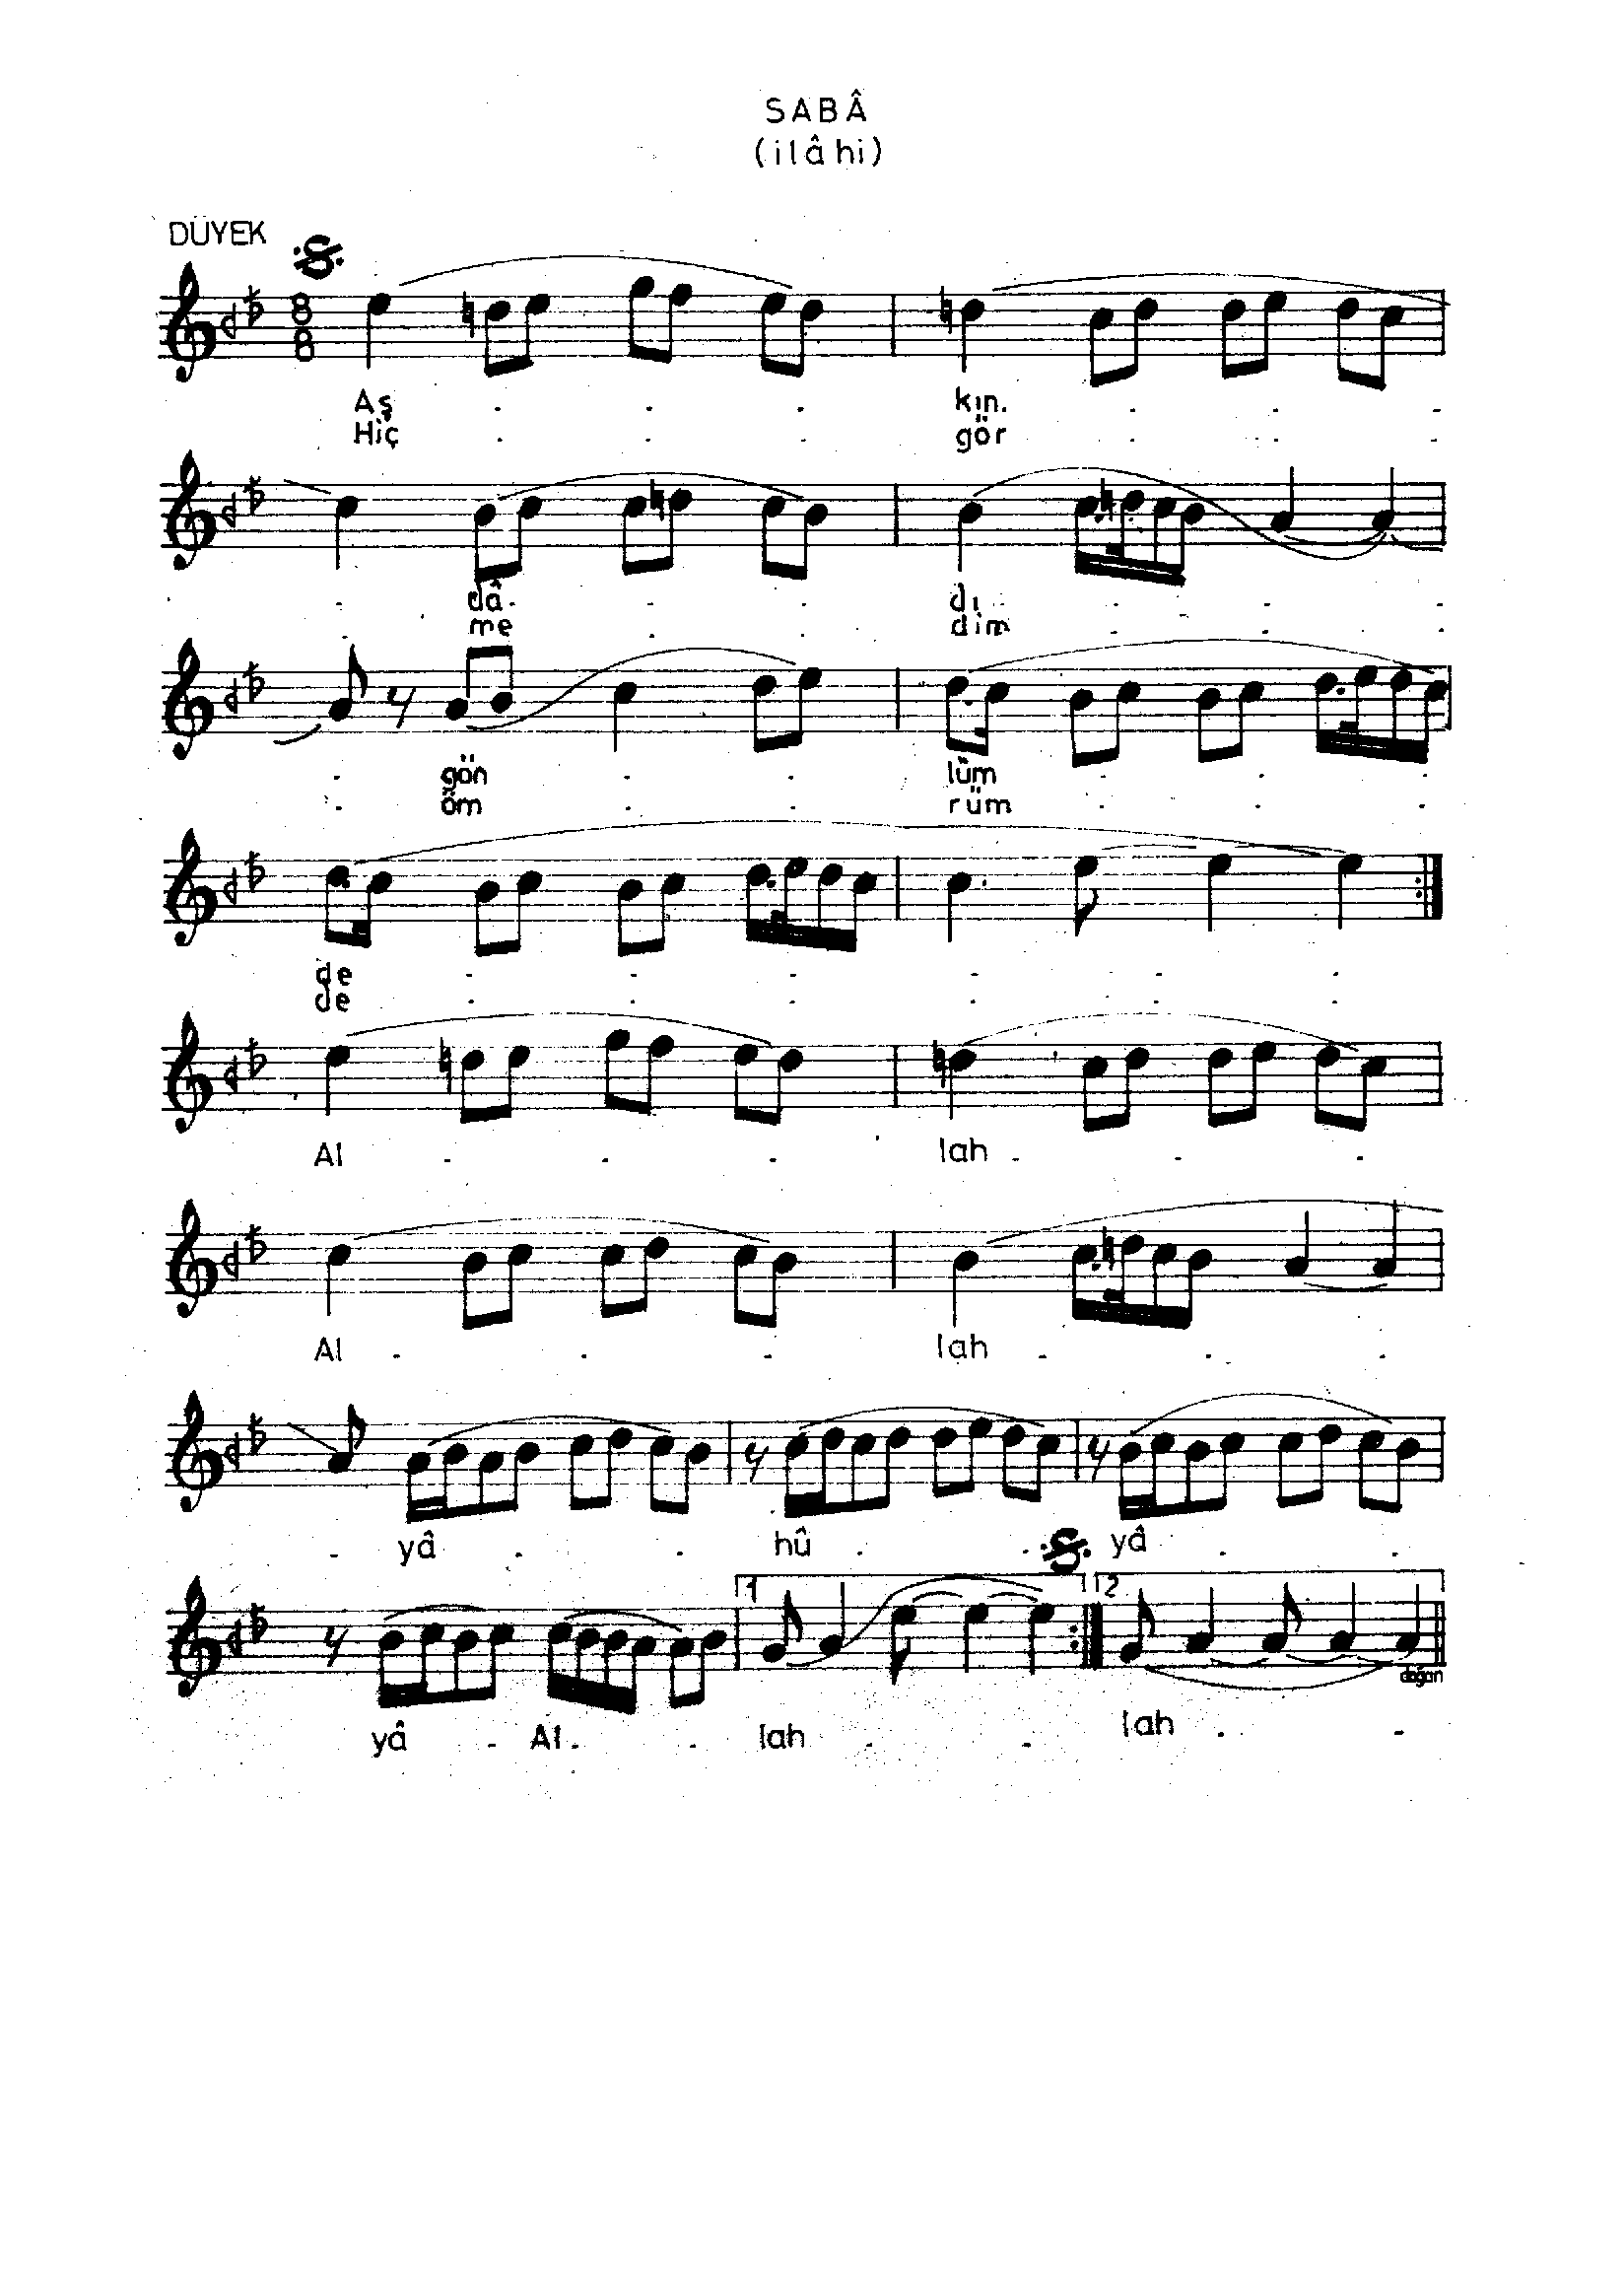 SABÂ
(ilâhi)
DÜYEK
8
8
Aş . . . kın. . . -
Hiç . . . gör . . .
- dâ. - . dı . . -
. me . . dim . . .
- gön . . lüm . . .
- öm . . rüm . . .
de - - - - - -
de . . . . . .
Al - . . lah - - .
Al - . - lah - . .
- yâ . . hû . . yâ . .
1 2
doğan
yâ - Al. . lah - - lah . -